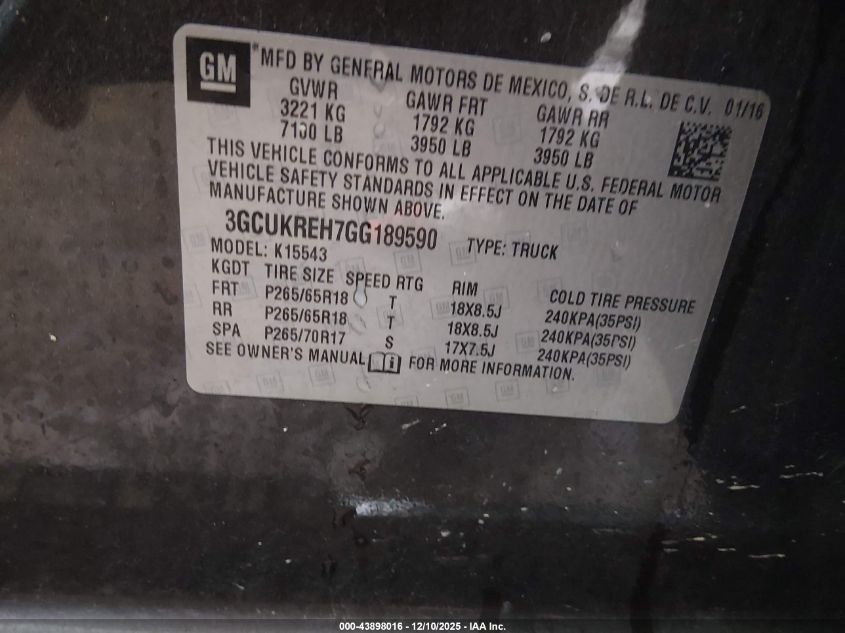 GM
*MFD BY GENERAL MOTORS DE MEXICO, S. DE R.L. DE C.V. 01/16
GVWR GAWR FRT GAWR RR
3221 KG 1792 KG 1792 KG
7100 LB 3950 LB 3950 LB
THIS VEHICLE CONFORMS TO ALL APPLICABLE U.S. FEDERAL MOTOR
VEHICLE SAFETY STANDARDS IN EFFECT ON THE DATE OF
MANUFACTURE SHOWN ABOVE.
3GCUKREH7GG189590 TYPE: TRUCK
MODEL: K15543
KGDT TIRE SIZE SPEED RTG RIM COLD TIRE PRESSURE
FRT P265/65R18 T 18X8.5J 240KPA(35PSI)
RR P265/65R18 T 18X8.5J 240KPA(35PSI)
SPA P265/70R17 S 17X7.5J 240KPA(35PSI)
SEE OWNER'S MANUAL FOR MORE INFORMATION.
000-43898016 - 12/10/2025 - IAA Inc.